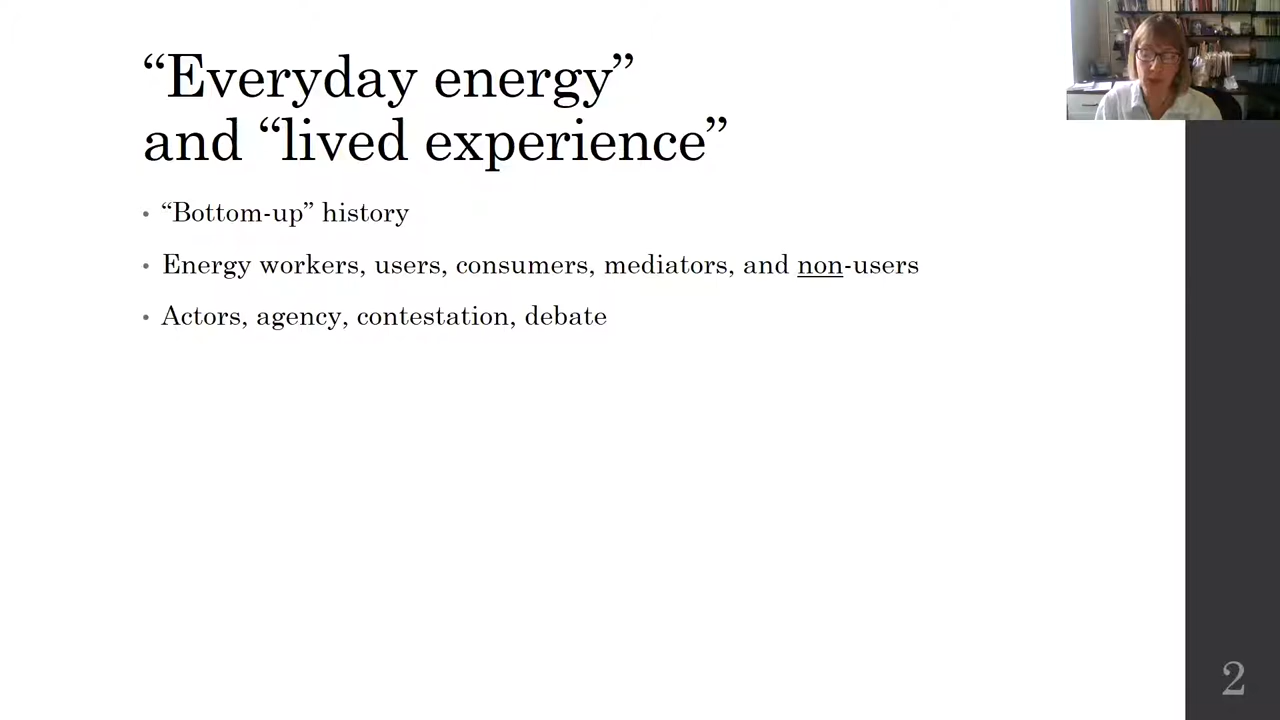 “Everyday energy”
and “lived experience”
• “Bottom-up” history
• Energy workers, users, consumers, mediators, and non-users
• Actors, agency, contestation, debate
2